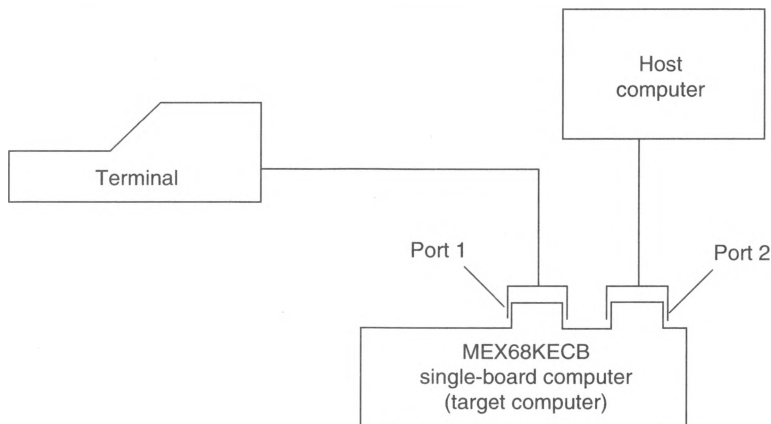 Host
computer
Terminal
Port 1
Port 2
MEX68KECB
single-board computer
(target computer)